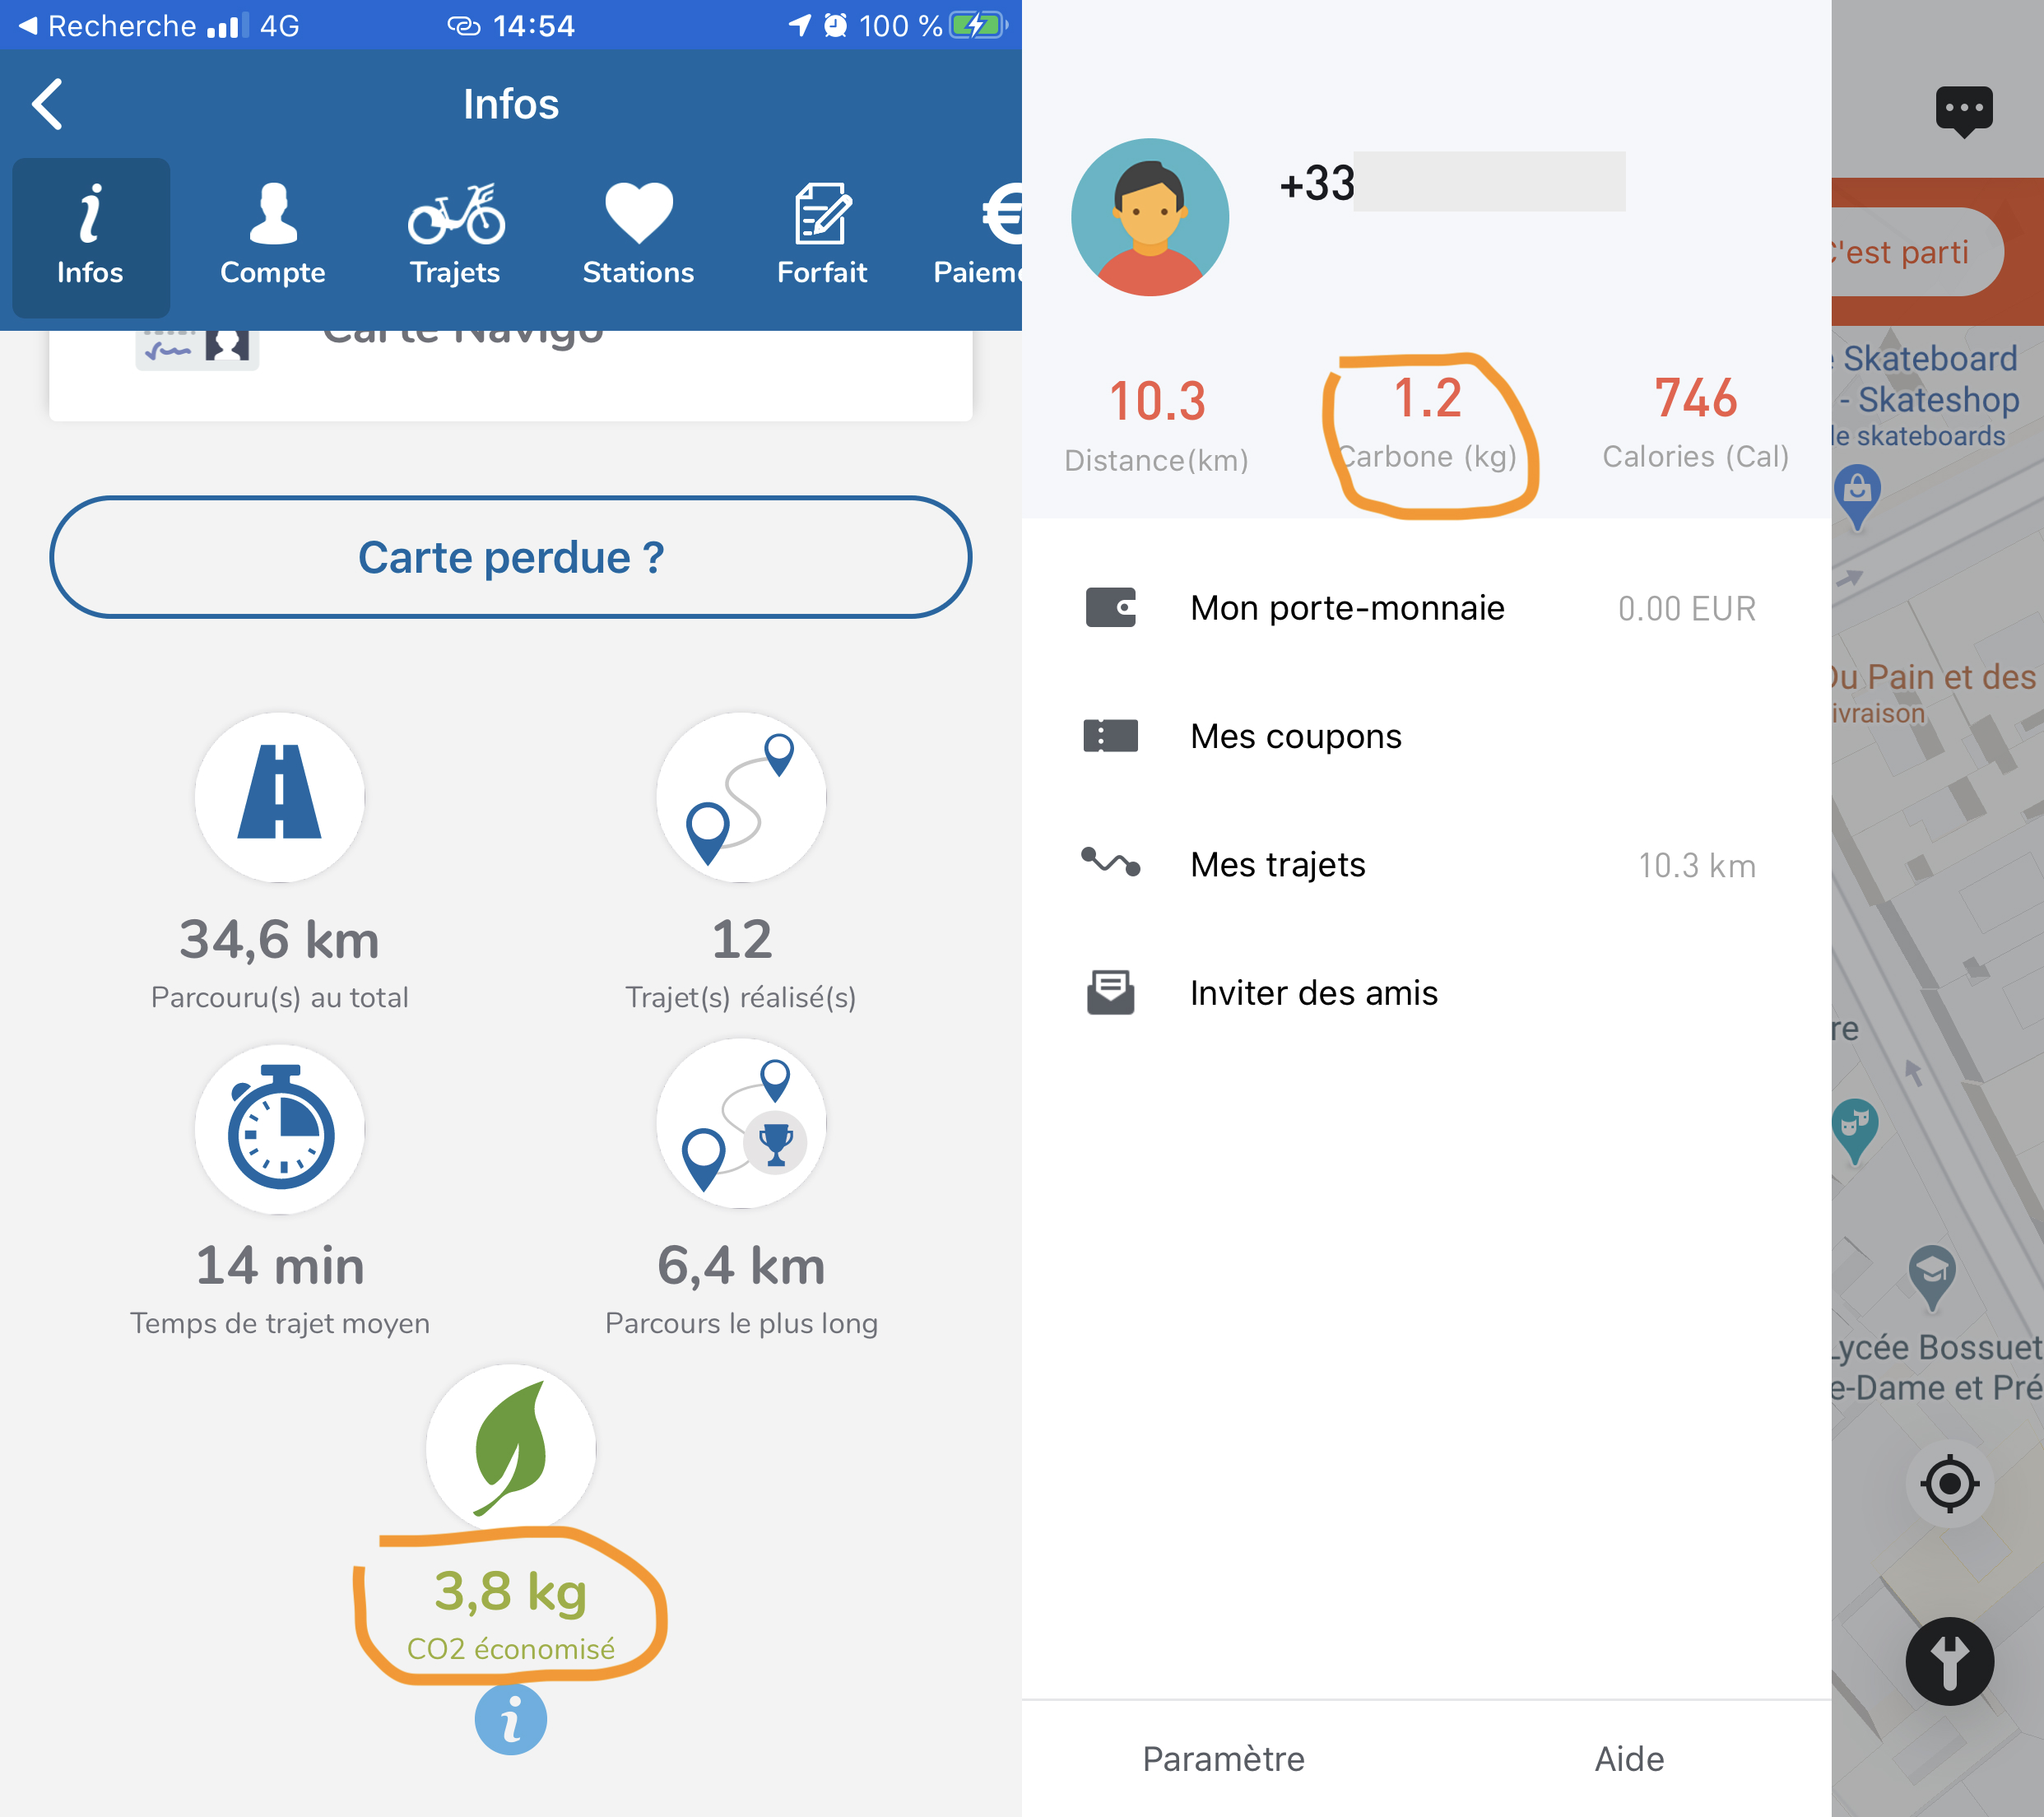 Recherche 4G 14:54 100 %
Infos
Infos Compte Trajets Stations Forfait Paieme
Carte Navigo
Carte perdue ?
34,6 km
Parcouru(s) au total
12
Trajet(s) réalisé(s)
14 min
Temps de trajet moyen
6,4 km
Parcours le plus long
3,8 kg
CO2 économisé
+33
10.3
Distance(km)
1.2
Carbone (kg)
746
Calories (Cal)
Mon porte-monnaie 0.00 EUR
Mes coupons
Mes trajets 10.3 km
Inviter des amis
Paramètre Aide
C'est parti
Skateboard
- Skateshop
de skateboards
Du Pain et des
ivraison
re
Lycée Bossuet
e-Dame et Pré